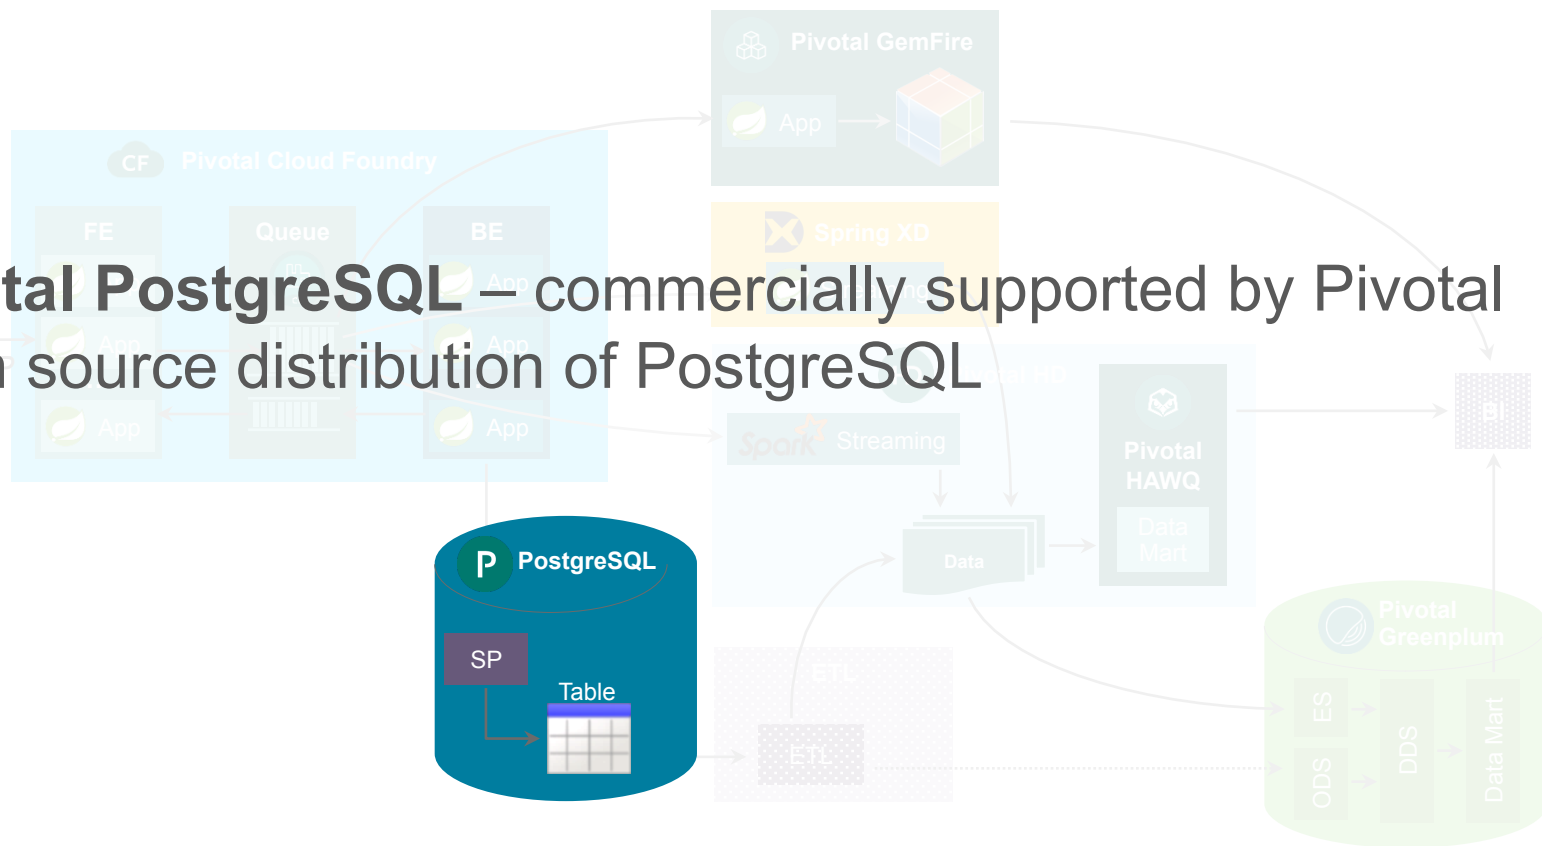 Pivotal GemFire
App
CF Pivotal Cloud Foundry
FE
Queue
BE
Spring XD
App
tal PostgreSQL – commercially supported by Pivotal
App
App
source distribution of PostgreSQL
App
App
Spark Streaming
BI
Pivotal
HAWQ
Data
Mart
Data
P PostgreSQL
SP
Table
ETL
ETL
Pivotal
Greenplum
ES
ODS
DDS
Data Mart